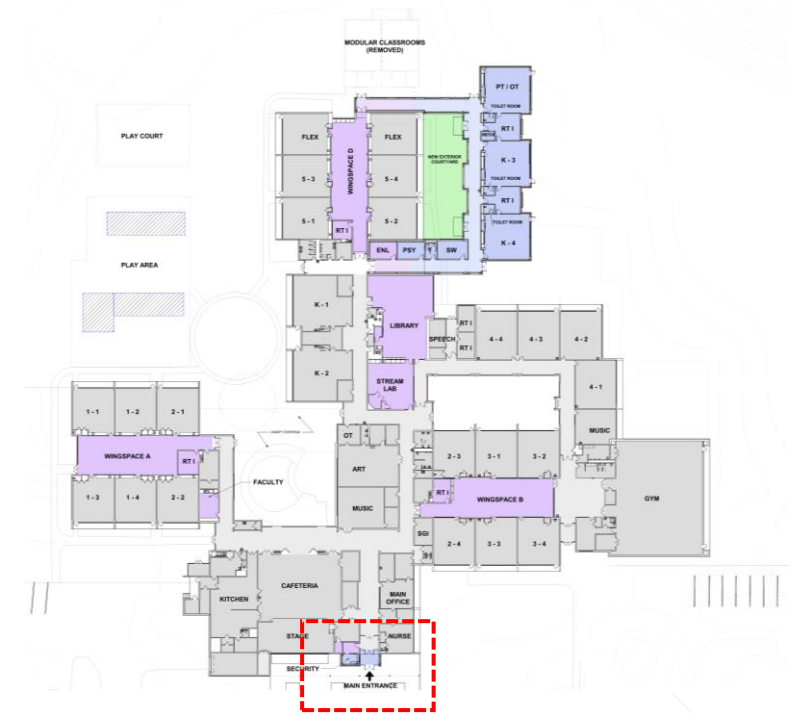 MODULAR CLASSROOMS
(REMOVED)
PT / OT
TOILET ROOM
PLAY COURT
FLEX
FLEX
RT I
WINGSPACE D
NEW EXTERIOR
COURTYARD
K - 3
5 - 3
5 - 4
TOILET ROOM
RT I
5 - 1
5 - 2
TOILET ROOM
RT I
K - 4
ENL
PSY
T
SW
PLAY AREA
K - 1
LIBRARY
RT I
SPEECH
4 - 4
4 - 3
4 - 2
RT I
K - 2
STREAM
LAB
4 - 1
1 - 1
1 - 2
2 - 1
MUSIC
OT
WINGSPACE A
RT I
2 - 3
3 - 1
3 - 2
ART
FACULTY
1 - 3
1 - 4
2 - 2
RT I
WINGSPACE B
GYM
MUSIC
SGI
2 - 4
3 - 3
3 - 4
CAFETERIA
KITCHEN
MAIN
OFFICE
STAGE
NURSE
SECURITY
MAIN ENTRANCE